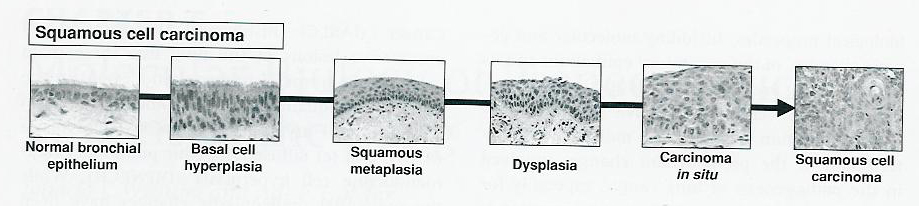 Squamous cell carcinoma
Normal bronchial
epithelium
Basal cell
hyperplasia
Squamous
metaplasia
Dysplasia
Carcinoma
in situ
Squamous cell
carcinoma